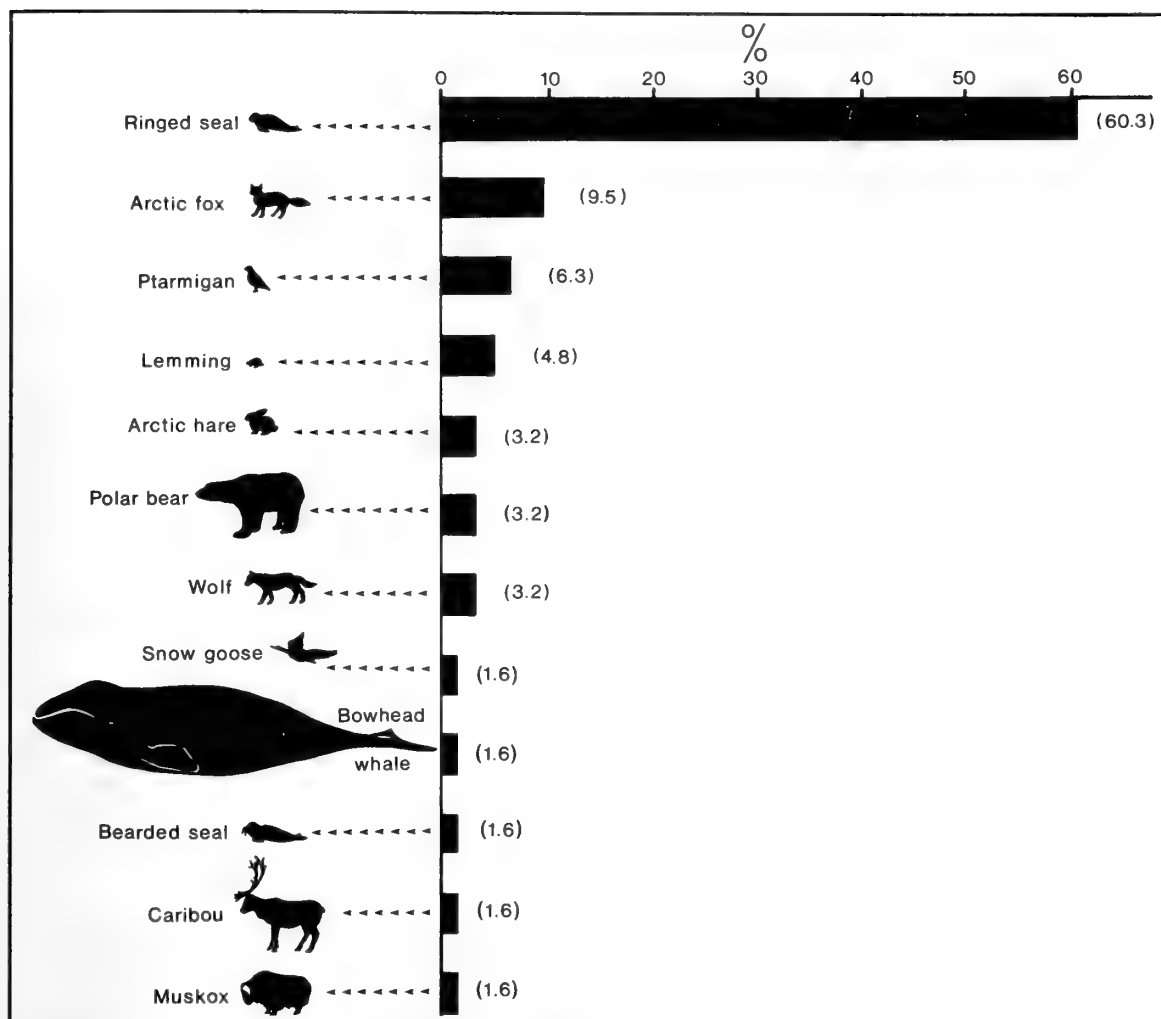 %
0 10 20 30 40 50 60
Ringed seal (60.3)
Arctic fox (9.5)
Ptarmigan (6.3)
Lemming (4.8)
Arctic hare (3.2)
Polar bear (3.2)
Wolf (3.2)
Snow goose (1.6)
Bowhead
whale (1.6)
Bearded seal (1.6)
Caribou (1.6)
Muskox (1.6)